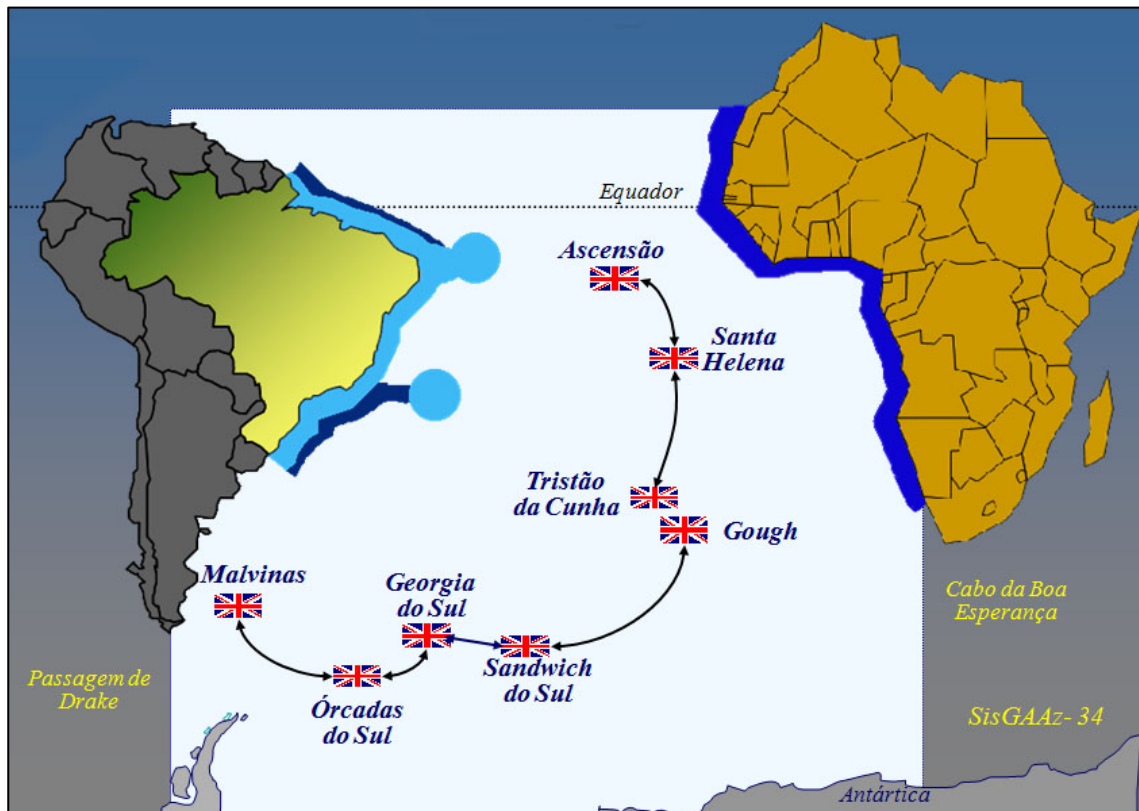 Equador
Ascensão
Santa
Helena
Tristão
da Cunha
Gough
Malvinas
Georgia
do Sul
Cabo da Boa
Esperança
Passagem de
Drake
Sandwich
do Sul
Órcadas
do Sul
SisGAAz- 34
Antártica